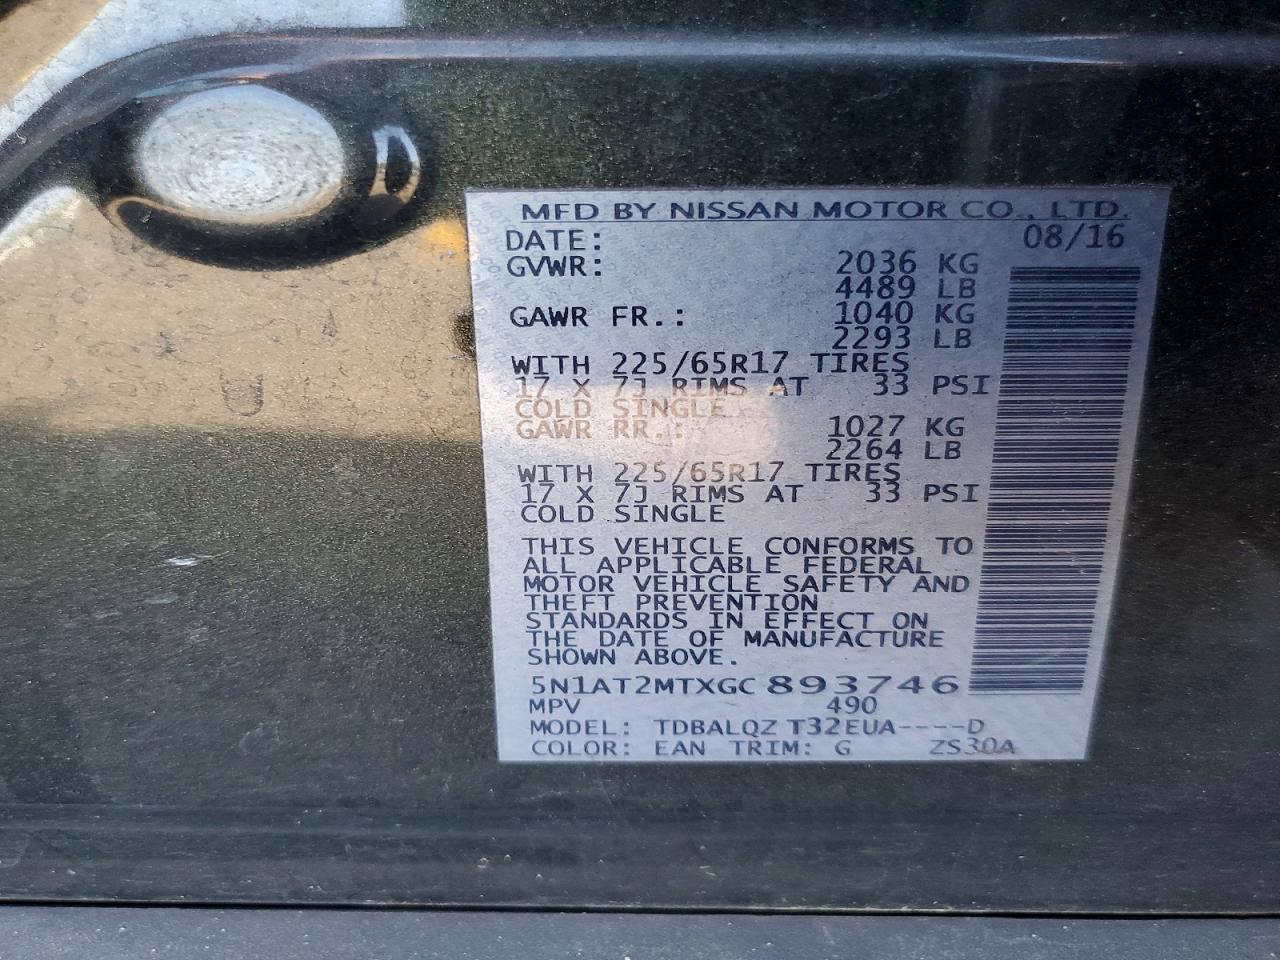 MFD BY NISSAN MOTOR CO., LTD.
DATE: 08/16
GVWR: 2036 KG
4489 LB
GAWR FR.: 1040 KG
2293 LB
WITH 225/65R17 TIRES
17 X 7J RIMS AT 33 PSI
COLD SINGLE
GAWR RR.: 1027 KG
2264 LB
WITH 225/65R17 TIRES
17 X 7J RIMS AT 33 PSI
COLD SINGLE
THIS VEHICLE CONFORMS TO
ALL APPLICABLE FEDERAL
MOTOR VEHICLE SAFETY AND
THEFT PREVENTION
STANDARDS IN EFFECT ON
THE DATE OF MANUFACTURE
SHOWN ABOVE.
5N1AT2MTXGC893746
MPV 490
MODEL: TDBALQZ T32EUA----D
COLOR: EAN TRIM: G ZS30A